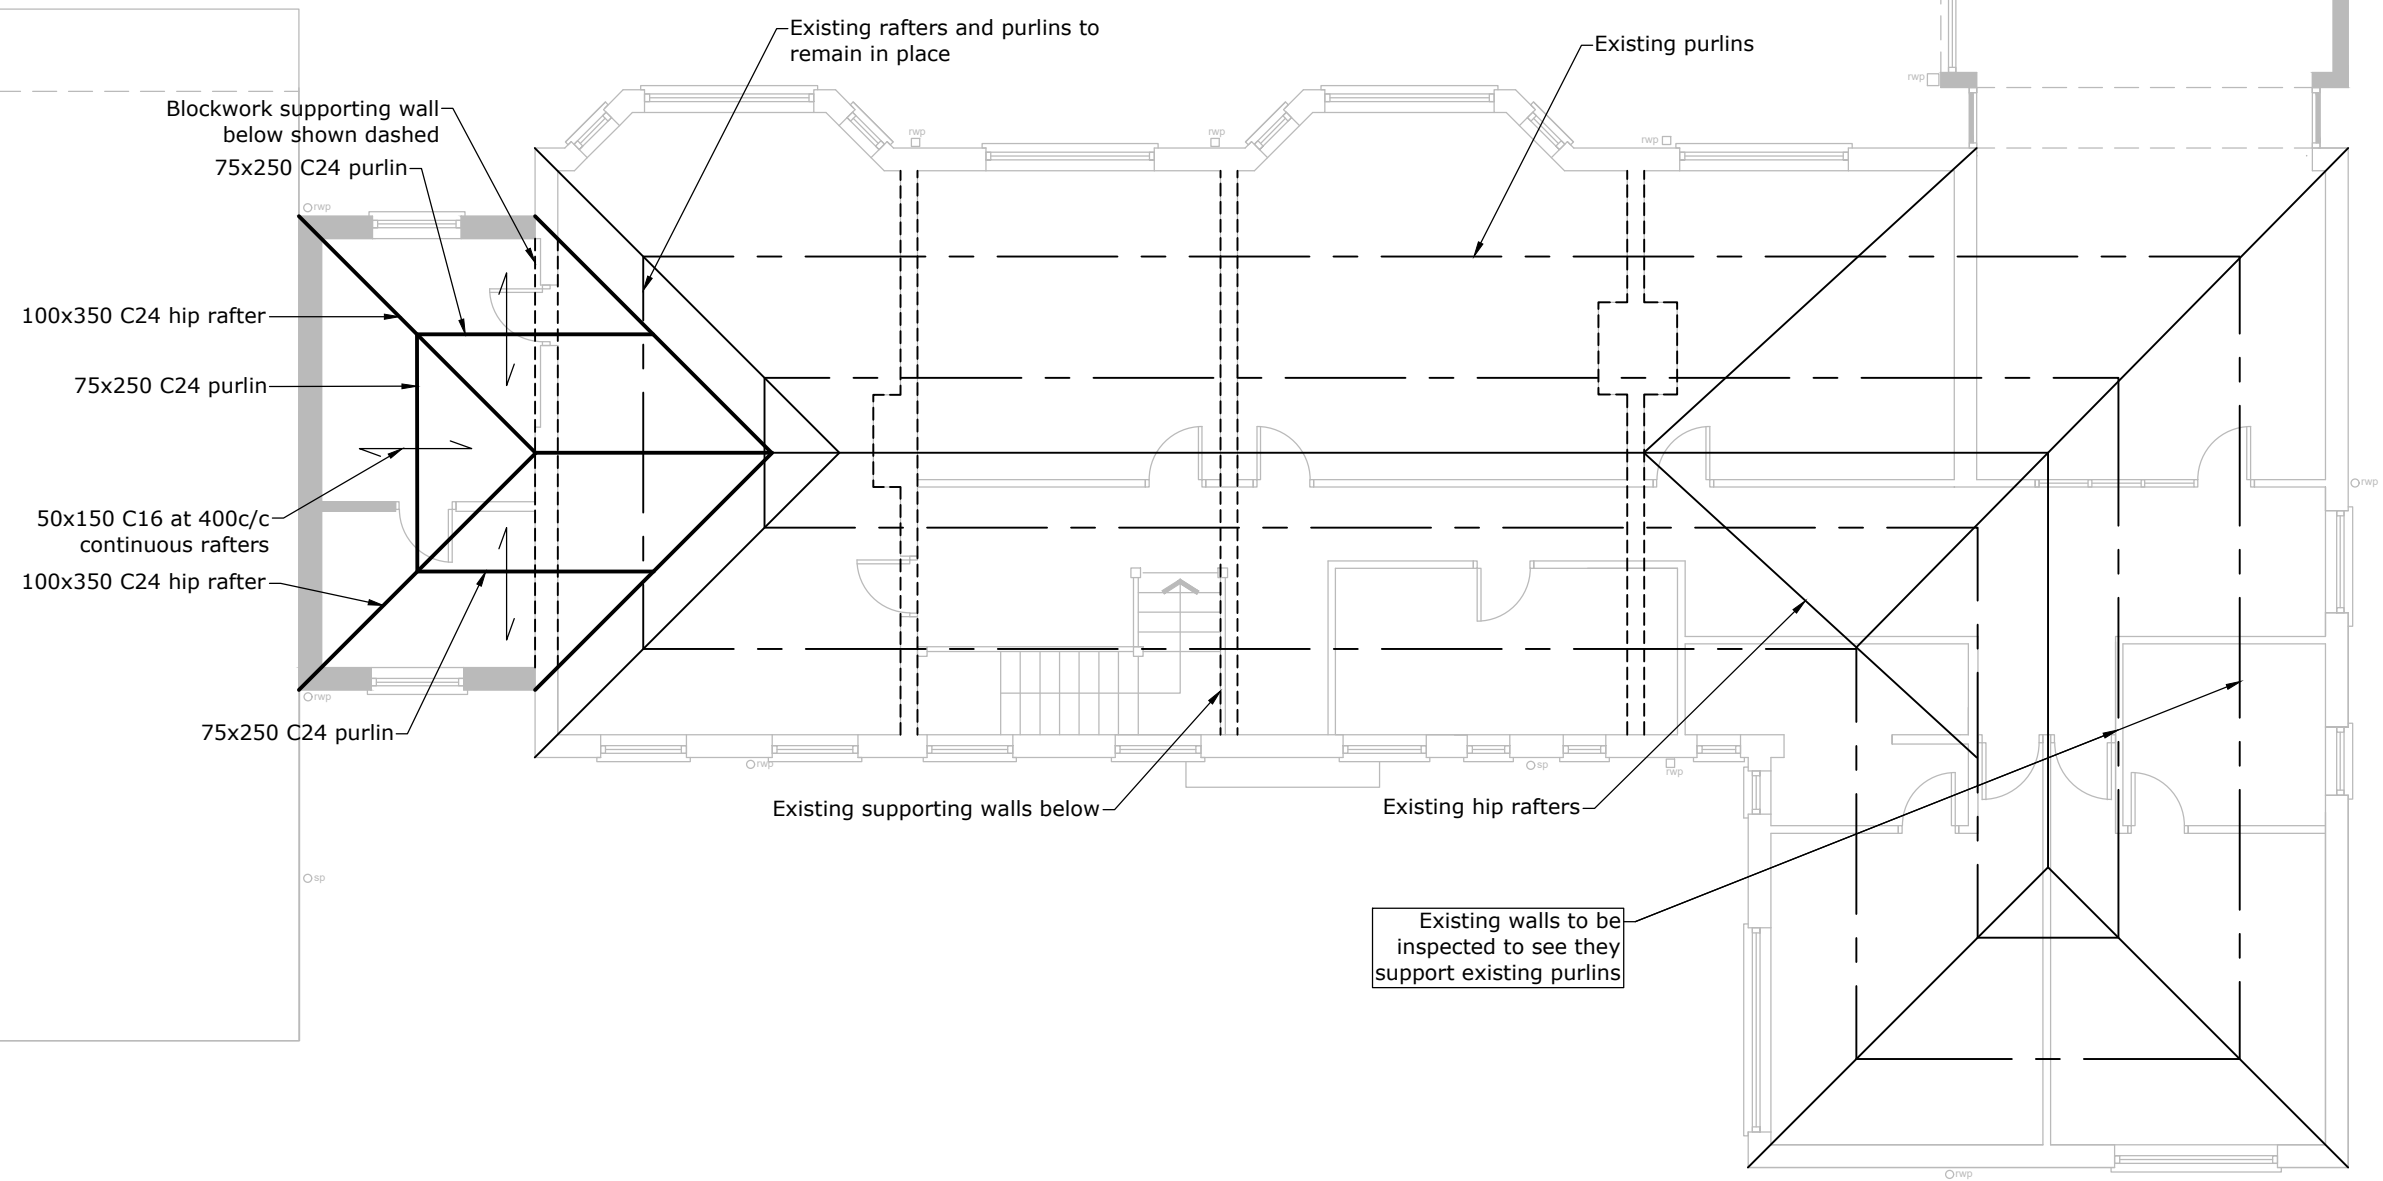 Existing rafters and purlins to
remain in place
Existing purlins
rwp
Blockwork supporting wall
below shown dashed
rwp
rwp
rwp
75x250 C24 purlin
rwp
100x350 C24 hip rafter
75x250 C24 purlin
rwp
50x150 C16 at 400c/c
continuous rafters
100x350 C24 hip rafter
rwp
75x250 C24 purlin
rwp
sp
rwp
Existing supporting walls below
Existing hip rafters
sp
Existing walls to be
inspected to see they
support existing purlins
rwp